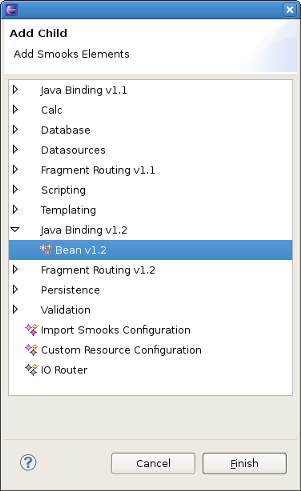 Add Child
Add Smooks Elements
Java Binding v1.1
Calc
Database
Datasources
Fragment Routing v1.1
Scripting
Templating
Java Binding v1.2
Bean v1.2
Fragment Routing v1.2
Persistence
Validation
Import Smooks Configuration
Custom Resource Configuration
IO Router
? Cancel Finish